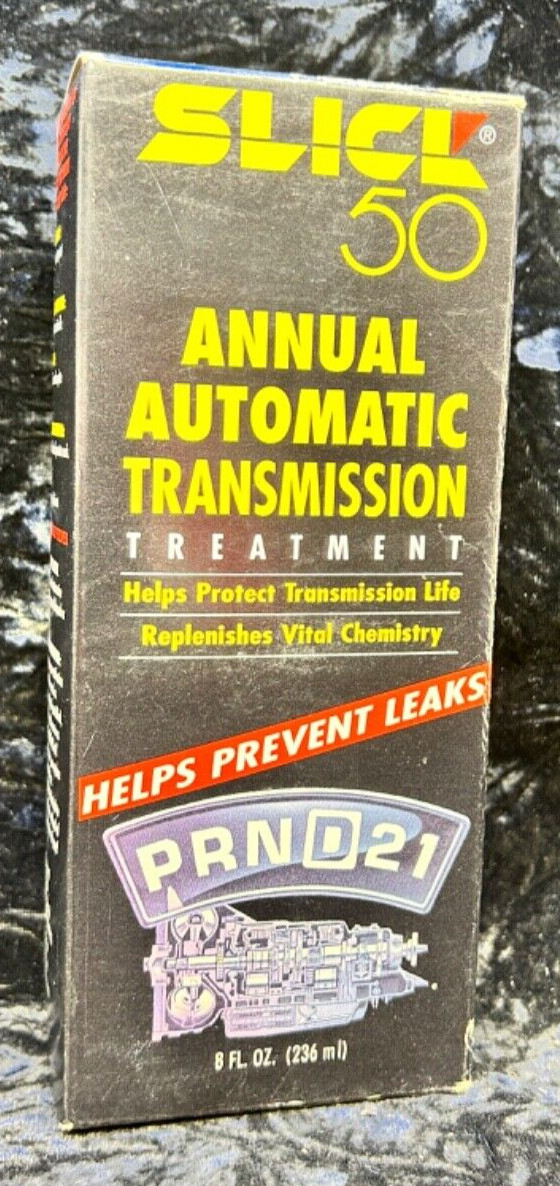 SLICK®
50
ANNUAL
AUTOMATIC
TRANSMISSION
TREATMENT
Helps Protect Transmission Life
Replenishes Vital Chemistry
HELPS PREVENT LEAKS
PRND21
8 FL. OZ. (236 ml)